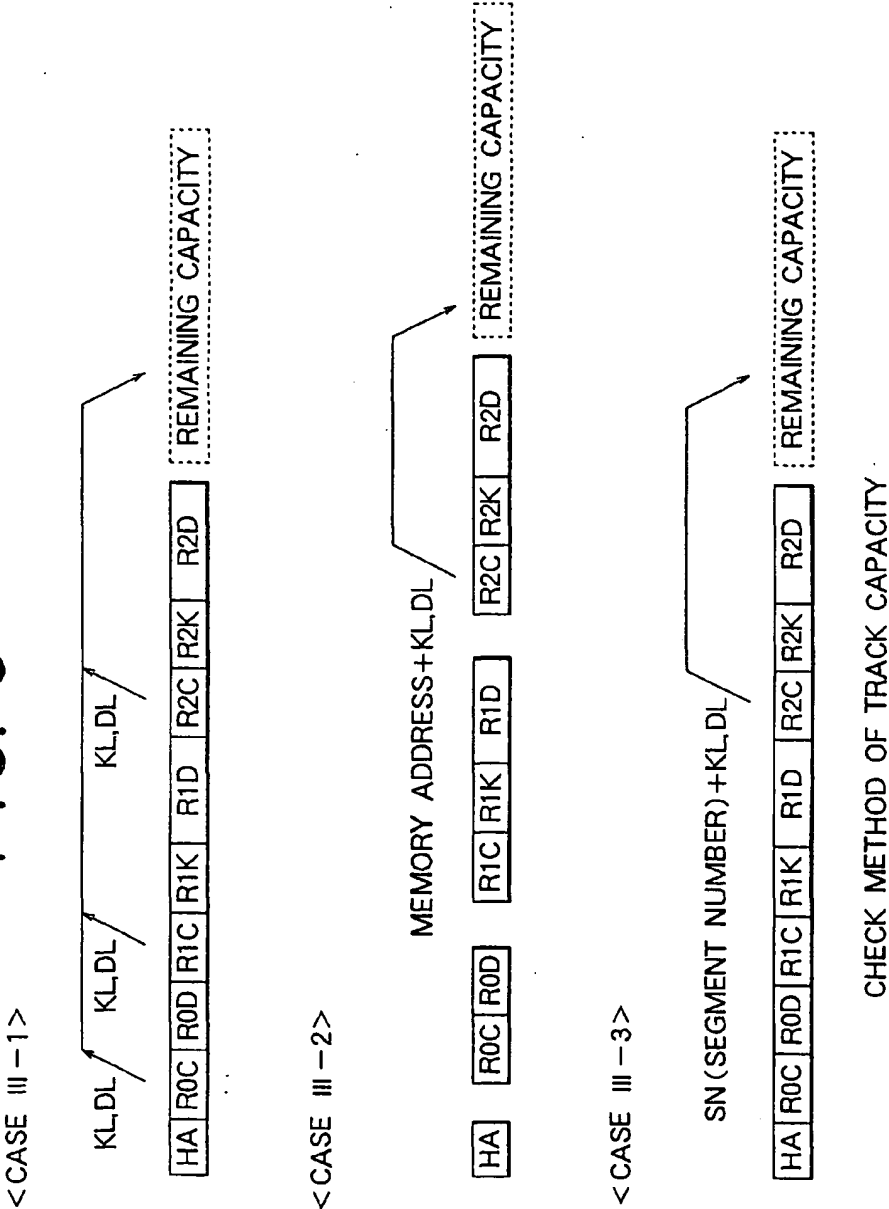 <CASE III-1>
KL,DL KL,DL KL,DL
HA R0C R0D R1C R1K R1D R2C R2K R2D REMAINING CAPACITY
<CASE III-2>
MEMORY ADDRESS+KL,DL
HA R0C R0D R1C R1K R1D R2C R2K R2D REMAINING CAPACITY
<CASE III-3>
SN(SEGMENT NUMBER)+KL,DL
HA R0C R0D R1C R1K R1D R2C R2K R2D REMAINING CAPACITY
CHECK METHOD OF TRACK CAPACITY